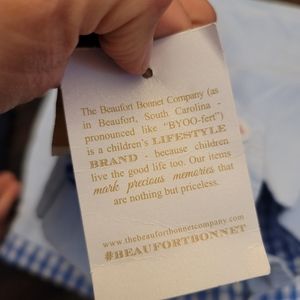 The Beaufort Bonnet Company (as
in Beaufort, South Carolina -
pronounced like "BYOO-fert")
is a children's LIFESTYLE
BRAND - because children
live the good life too. Our items
mark precious memories that
are nothing but priceless.
www.thebeaufortbonnetcompany.com
#BEAUFORTBONNET